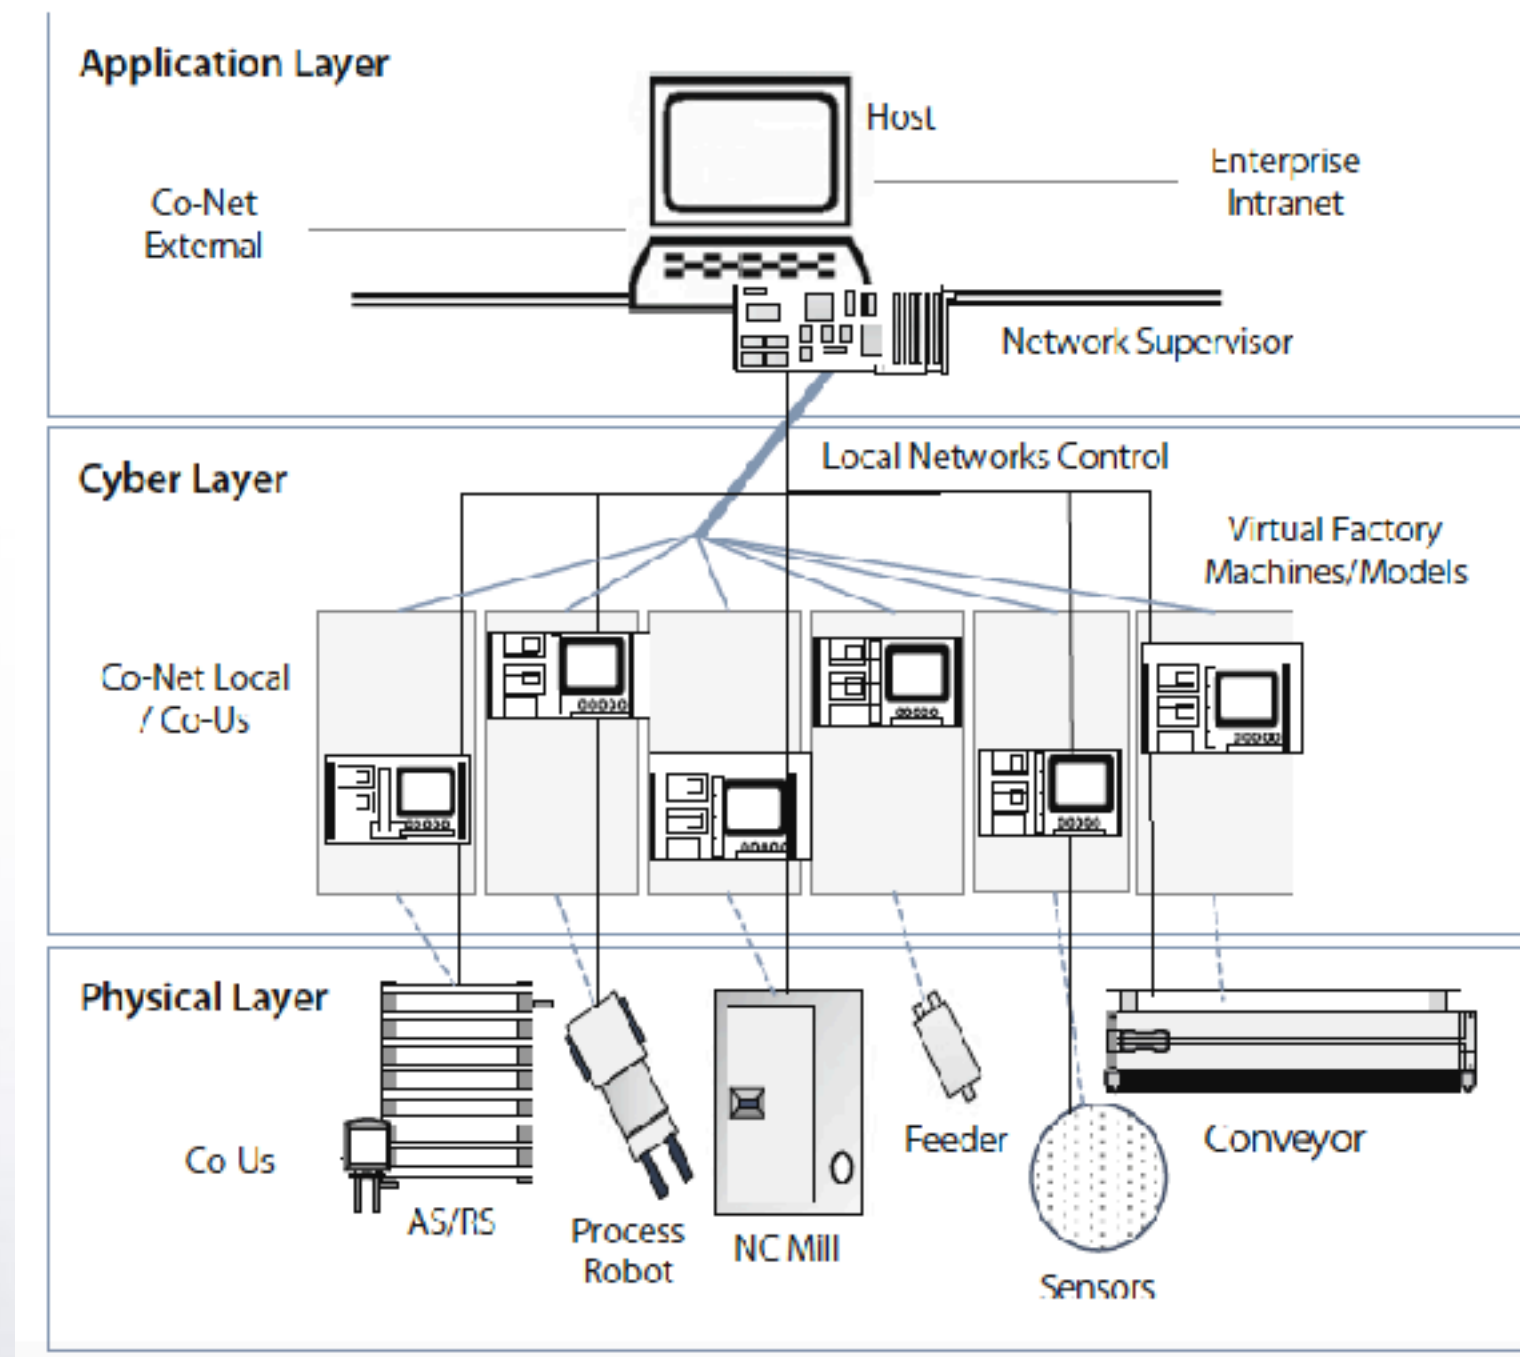 Application Layer
Host
Enterprise
Intranet
Co-Net
External
Network Supervisor
Local Networks Control
Cyber Layer
Virtual Factory
Machines/Models
Co-Net Local
/ Co-Us
Physical Layer
Co-Us
AS/RS
Process
Robot
NC Mill
Feeder
Sensors
Conveyor